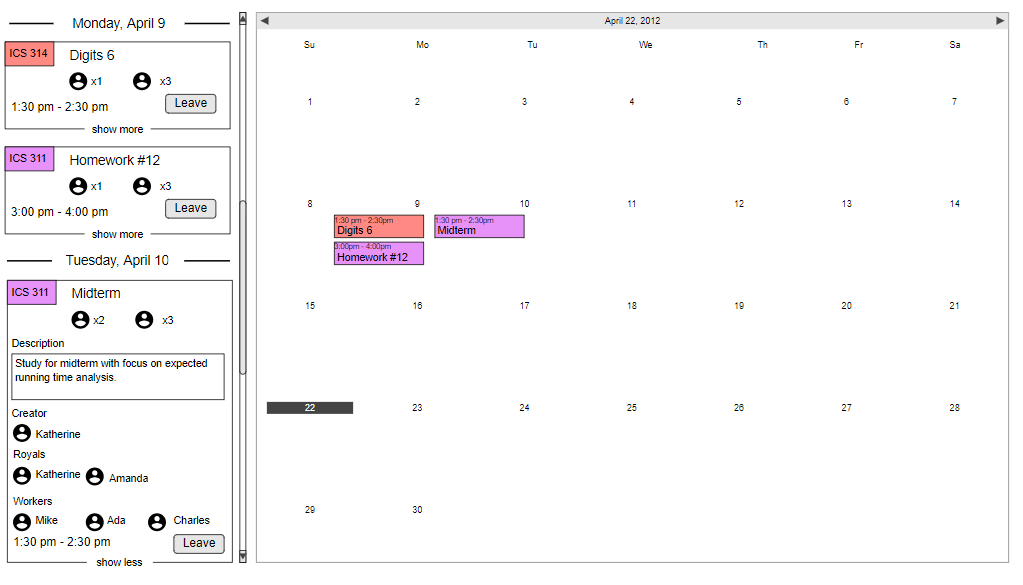 Monday, April 9
ICS 314
Digits 6
x1 x3
1:30 pm - 2:30 pm
Leave
show more
ICS 311
Homework #12
x1 x3
3:00 pm - 4:00 pm
Leave
show more
Tuesday, April 10
ICS 311
Midterm
x2 x3
Description
Study for midterm with focus on expected
running time analysis.
Creator
Katherine
Royals
Katherine Amanda
Workers
Mike Ada Charles
1:30 pm - 2:30 pm
Leave
show less
April 22, 2012
Su Mo Tu We Th Fr Sa
1 2 3 4 5 6 7
8 9 10 11 12 13 14
1:30 pm - 2:30pm
Digits 6
1:30 pm - 2:30pm
Midterm
3:00pm - 4:00pm
Homework #12
15 16 17 18 19 20 21
22 23 24 25 26 27 28
29 30